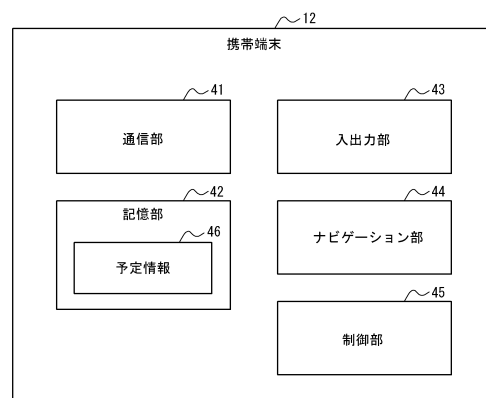 12
携帯端末
41
通信部
43
入出力部
42
記憶部
46
予定情報
44
ナビゲーション部
45
制御部